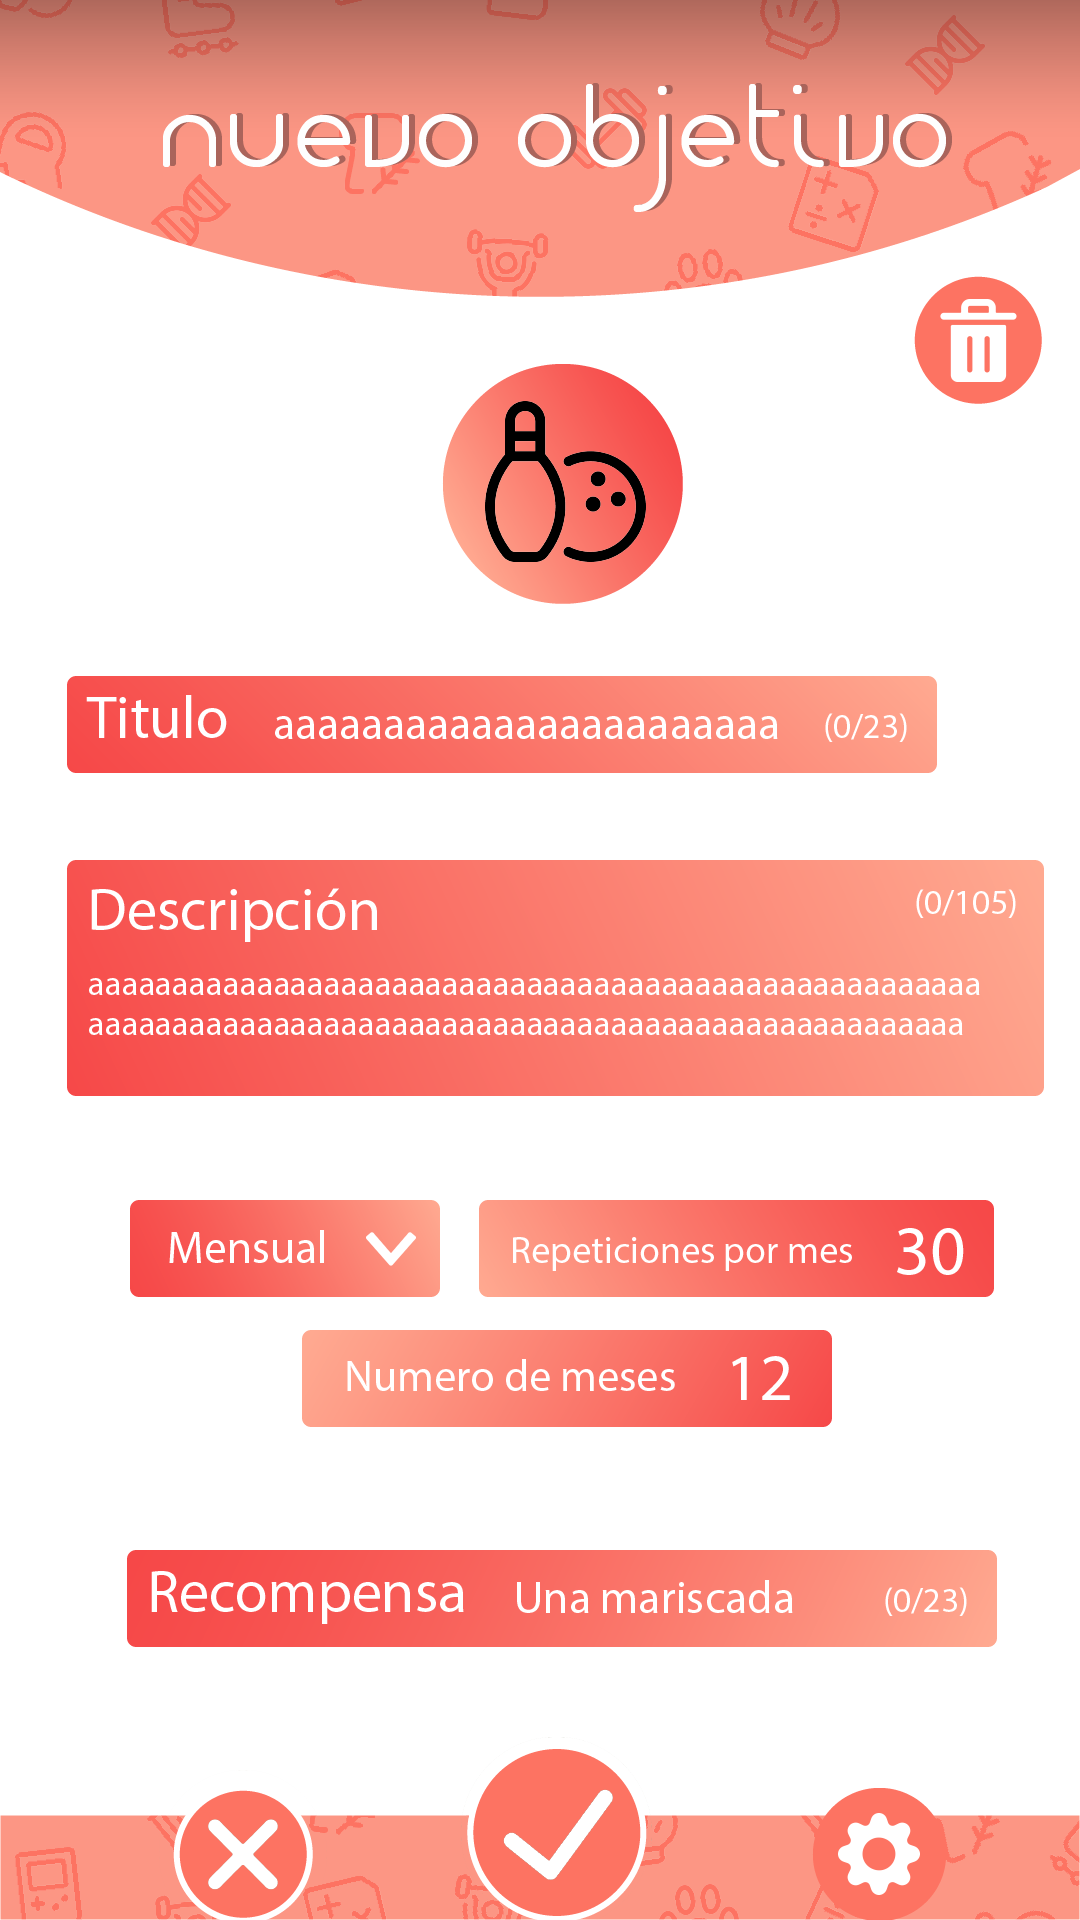 nuevo objetivo
Titulo aaaaaaaaaaaaaaaaaaaaaaa (0/23)
Descripción (0/105)
aaaaaaaaaaaaaaaaaaaaaaaaaaaaaaaaaaaaaaaaaaaaaaaaaaaaa
aaaaaaaaaaaaaaaaaaaaaaaaaaaaaaaaaaaaaaaaaaaaaaaaaaaa
Mensual Repeticiones por mes 30
Numero de meses 12
Recompensa Una mariscada (0/23)